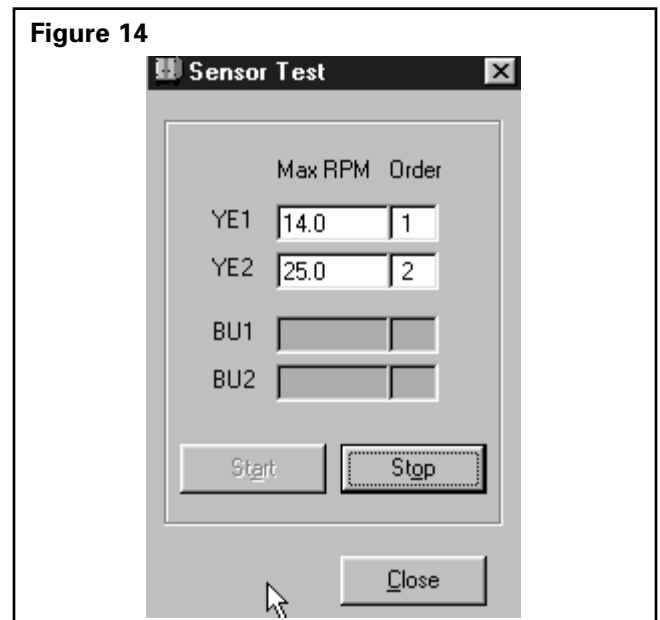 Figure 14
Sensor Test
Max RPM Order
YE1 14.0 1
YE2 25.0 2
BU1
BU2
Start Stop
Close